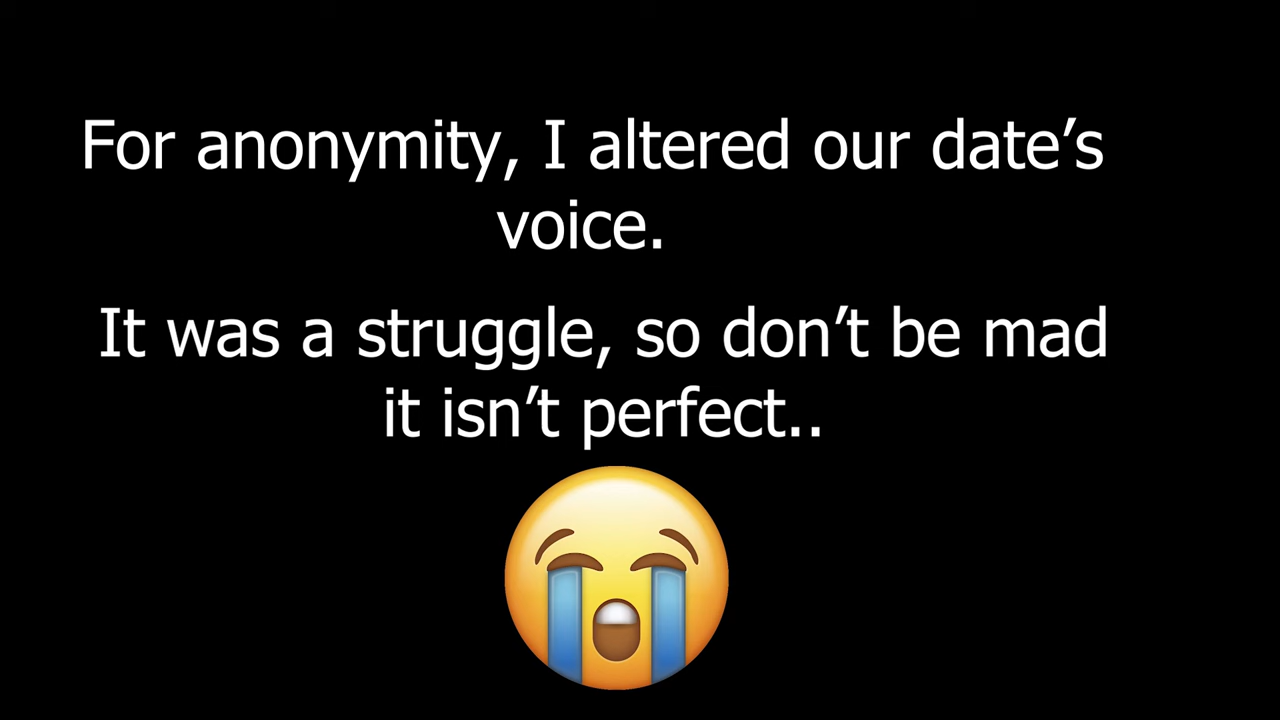 For anonymity, I altered our date’s
voice.
It was a struggle, so don’t be mad
it isn’t perfect..